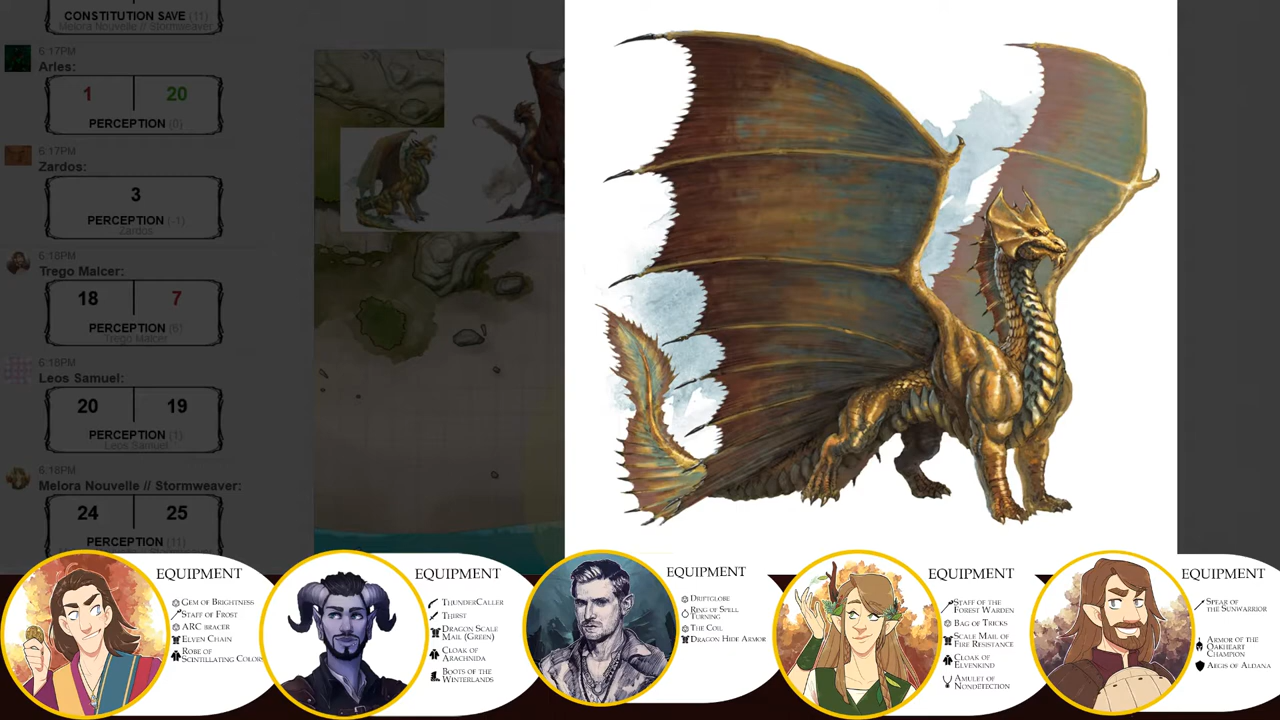 CONSTITUTION SAVE (11)
Melora Nouvelle // Stormweaver
6:17PM
Arles:
1 20
PERCEPTION (0)
6:17PM
Zardos:
3
PERCEPTION (-1)
Zardos
6:18PM
Trego Malcer:
18 7
PERCEPTION (6)
Trego Malcer
6:18PM
Leos Samuel:
20 19
PERCEPTION (1)
Leos Samuel
6:18PM
Melora Nouvelle // Stormweaver:
24 25
PERCEPTION (11)
EQUIPMENT
Gem of Brightness
Staff of Frost
ARC bracer
Elven Chain
Robe of
Scintillating Colors
EQUIPMENT
ThunderCaller
Thirst
Dragon Scale
Mail (Green)
Cloak of
Arachnida
Boots of the
Winterlands
EQUIPMENT
Driftglobe
Ring of Spell
Turning
The Coil
Dragon Hide Armor
EQUIPMENT
Staff of the
Forest Warden
Bag of Tricks
Scale Mail of
Fire Resistance
Cloak of
Elvenkind
Amulet of
Nondetection
EQUIPMENT
Spear of
the Sunwarrior
Armor of the
Oakheart
Champion
Aegis of Aldana